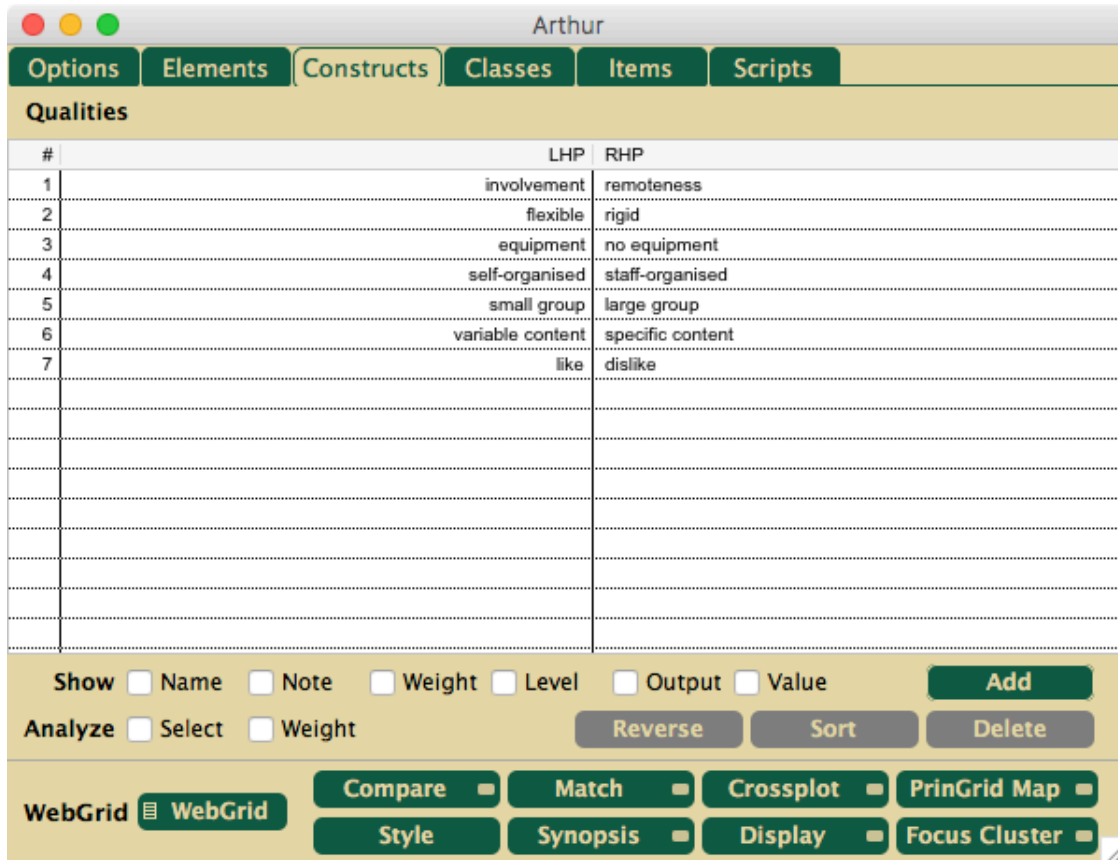 Arthur
Options Elements Constructs Classes Items Scripts
Qualities
# LHP RHP
1 involvement remoteness
2 flexible rigid
3 equipment no equipment
4 self-organised staff-organised
5 small group large group
6 variable content specific content
7 like dislike
Show Name Note Weight Level Output Value Add
Analyze Select Weight Reverse Sort Delete
WebGrid WebGrid
Compare Match Crossplot PrinGrid Map
Style Synopsis Display Focus Cluster